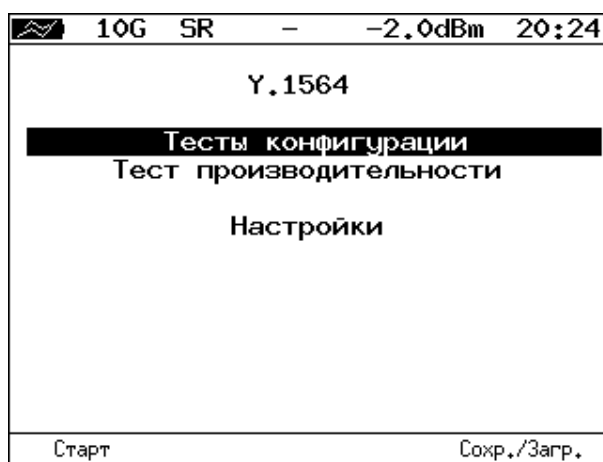 10G SR – -2.0dBm 20:24
Y.1564
Тесты конфигурации
Тест производительности
Настройки
Старт Сохр./Загр.